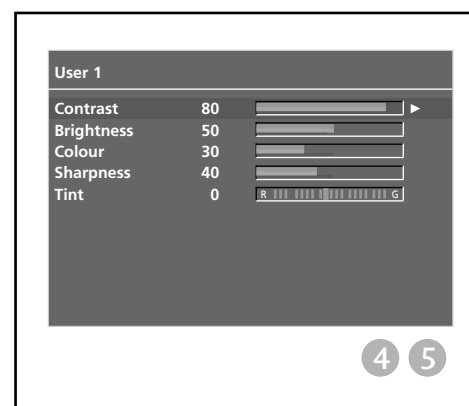 User 1
Contrast 80
Brightness 50
Colour 30
Sharpness 40
Tint 0 R G
4 5